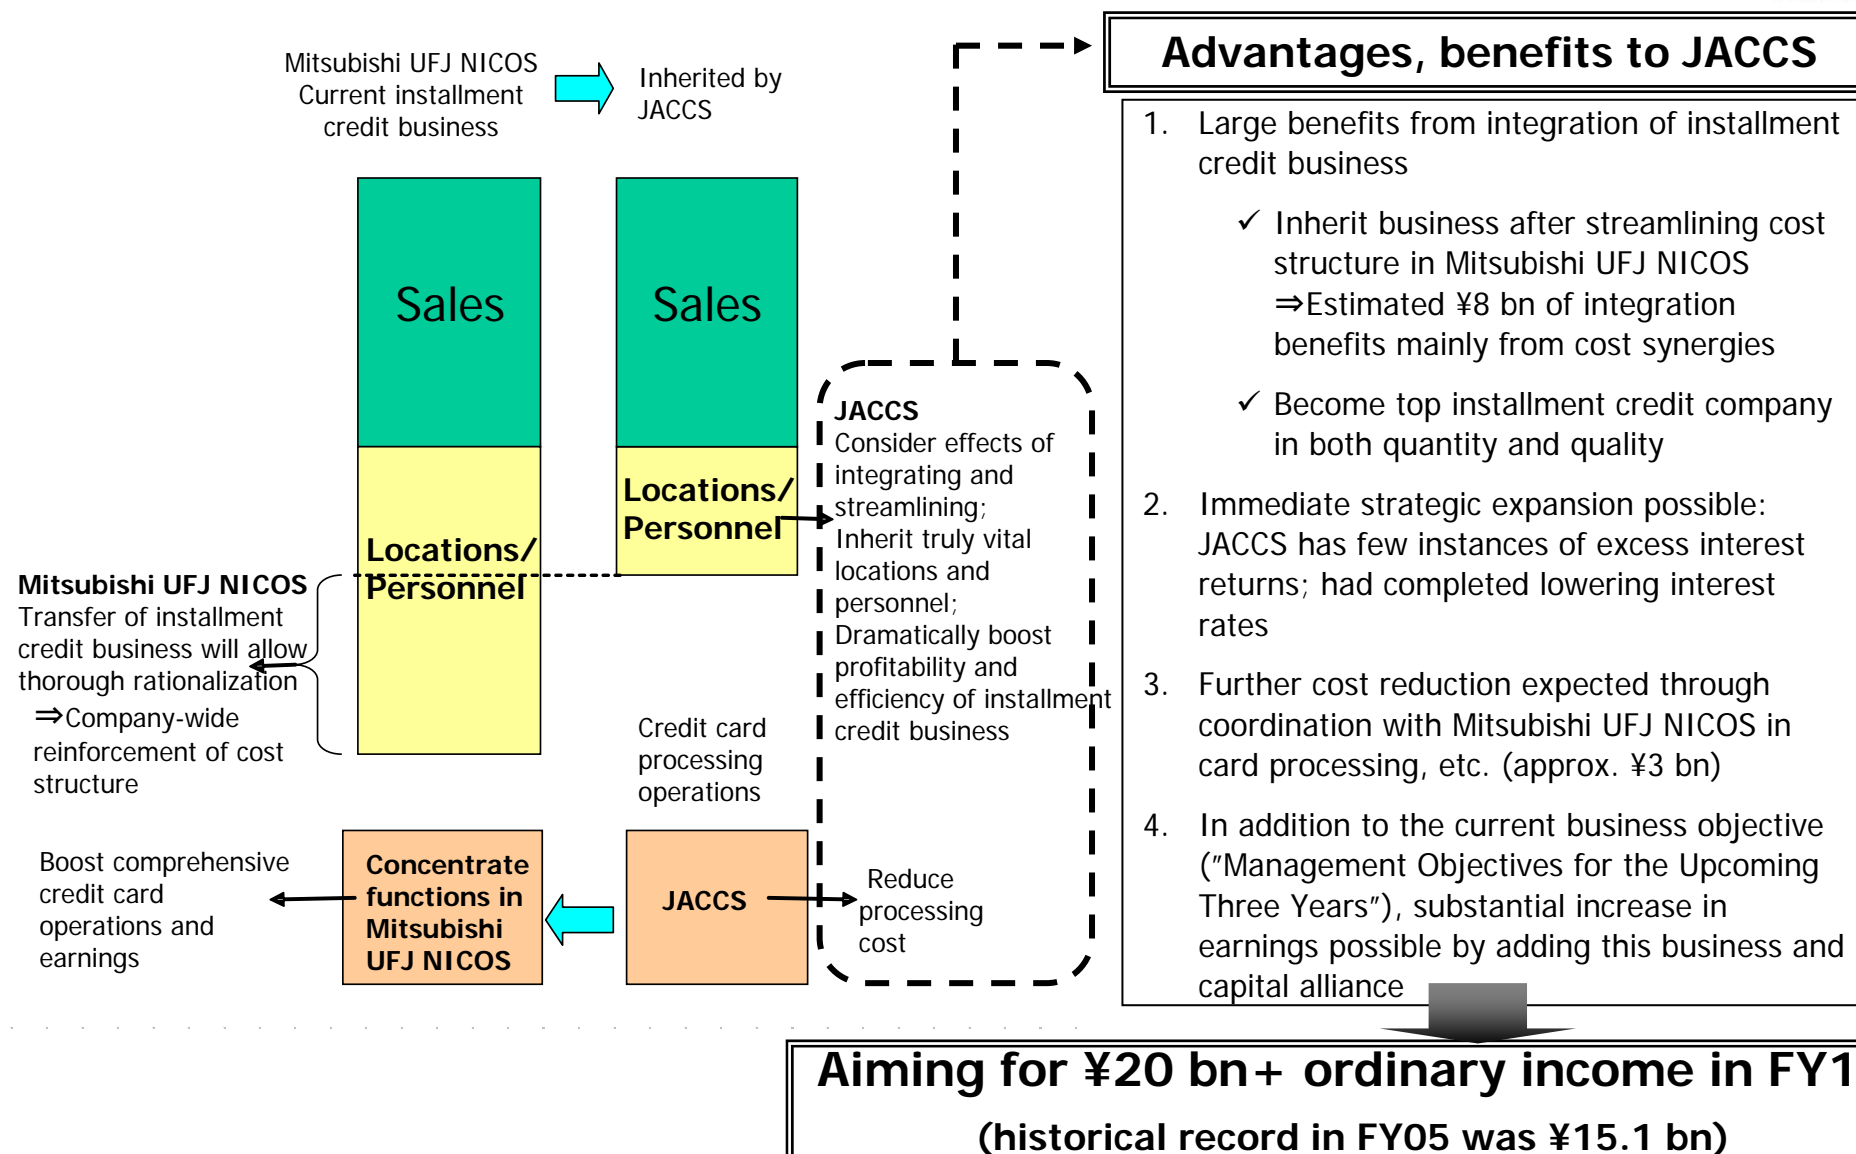 Mitsubishi UFJ NICOS
Current installment
credit business
Inherited by
JACCS
Sales
Sales
Locations/
Personnel
Locations/
Personnel
Mitsubishi UFJ NICOS
Transfer of installment
credit business will allow
thorough rationalization
⇒Company-wide
reinforcement of cost
structure
JACCS
Consider effects of
integrating and
streamlining;
Inherit truly vital
locations and
personnel;
Dramatically boost
profitability and
efficiency of installment
credit business
Credit card
processing
operations
Boost comprehensive
credit card
operations and
earnings
Concentrate
functions in
Mitsubishi
UFJ NICOS
JACCS
Reduce
processing
cost
Advantages, benefits to JACCS
1. Large benefits from integration of installment
credit business
✓ Inherit business after streamlining cost
structure in Mitsubishi UFJ NICOS
⇒Estimated ¥8 bn of integration
benefits mainly from cost synergies
✓ Become top installment credit company
in both quantity and quality
2. Immediate strategic expansion possible:
JACCS has few instances of excess interest
returns; had completed lowering interest
rates
3. Further cost reduction expected through
coordination with Mitsubishi UFJ NICOS in
card processing, etc. (approx. ¥3 bn)
4. In addition to the current business objective
("Management Objectives for the Upcoming
Three Years"), substantial increase in
earnings possible by adding this business and
capital alliance
Aiming for ¥20 bn+ ordinary income in FY1
(historical record in FY05 was ¥15.1 bn)